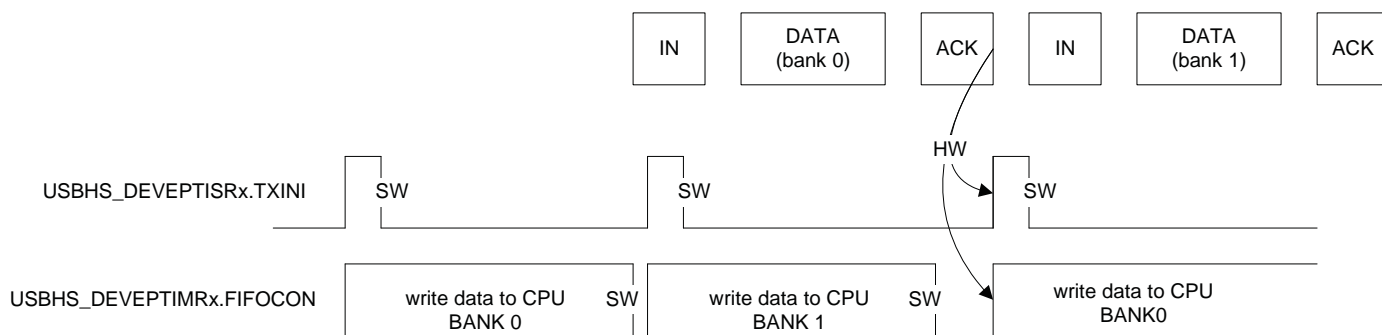 IN
DATA
(bank 0)
ACK
IN
DATA
(bank 1)
ACK
HW
USBHS_DEVEPTISRx.TXINI
SW
SW
SW
USBHS_DEVEPTIMRx.FIFOCON
write data to CPU
BANK 0
SW
write data to CPU
BANK 1
SW
write data to CPU
BANK0